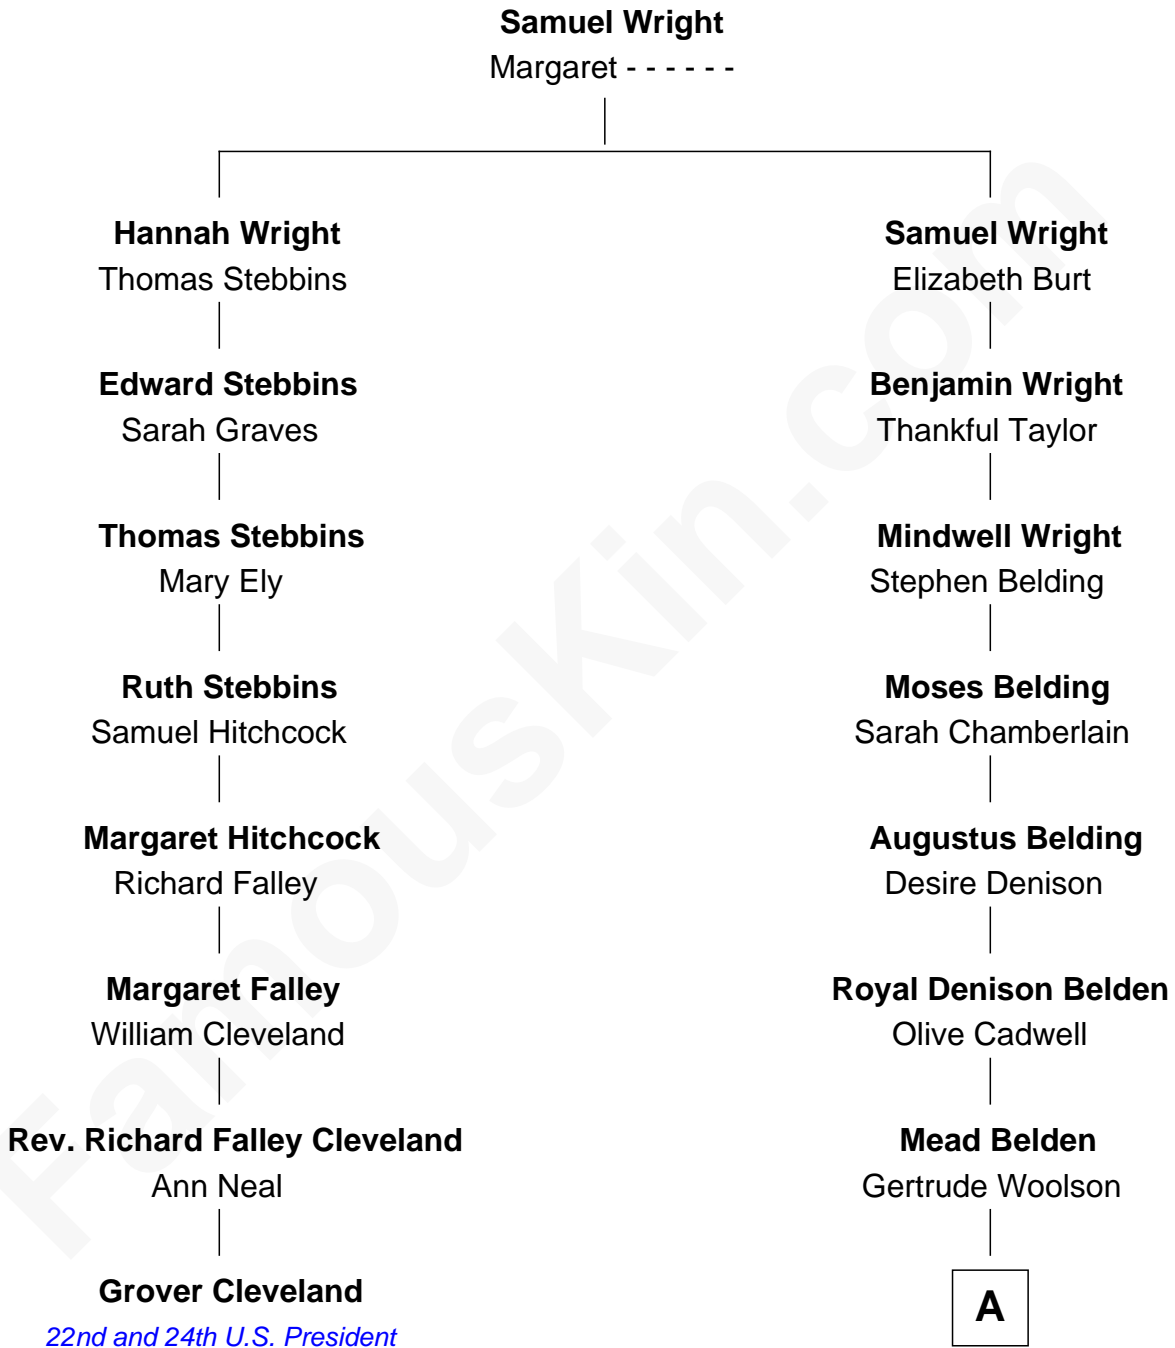 Samuel Wright
Margaret - - - - - -
Hannah Wright
Thomas Stebbins
Samuel Wright
Elizabeth Burt
Edward Stebbins
Sarah Graves
Benjamin Wright
Thankful Taylor
Thomas Stebbins
Mary Ely
Mindwell Wright
Stephen Belding
Ruth Stebbins
Samuel Hitchcock
Moses Belding
Sarah Chamberlain
Margaret Hitchcock
Richard Falley
Augustus Belding
Desire Denison
Margaret Falley
William Cleveland
Royal Denison Belden
Olive Cadwell
Rev. Richard Falley Cleveland
Ann Neal
Mead Belden
Gertrude Woolson
Grover Cleveland
22nd and 24th U.S. President
A
FamousKin.com